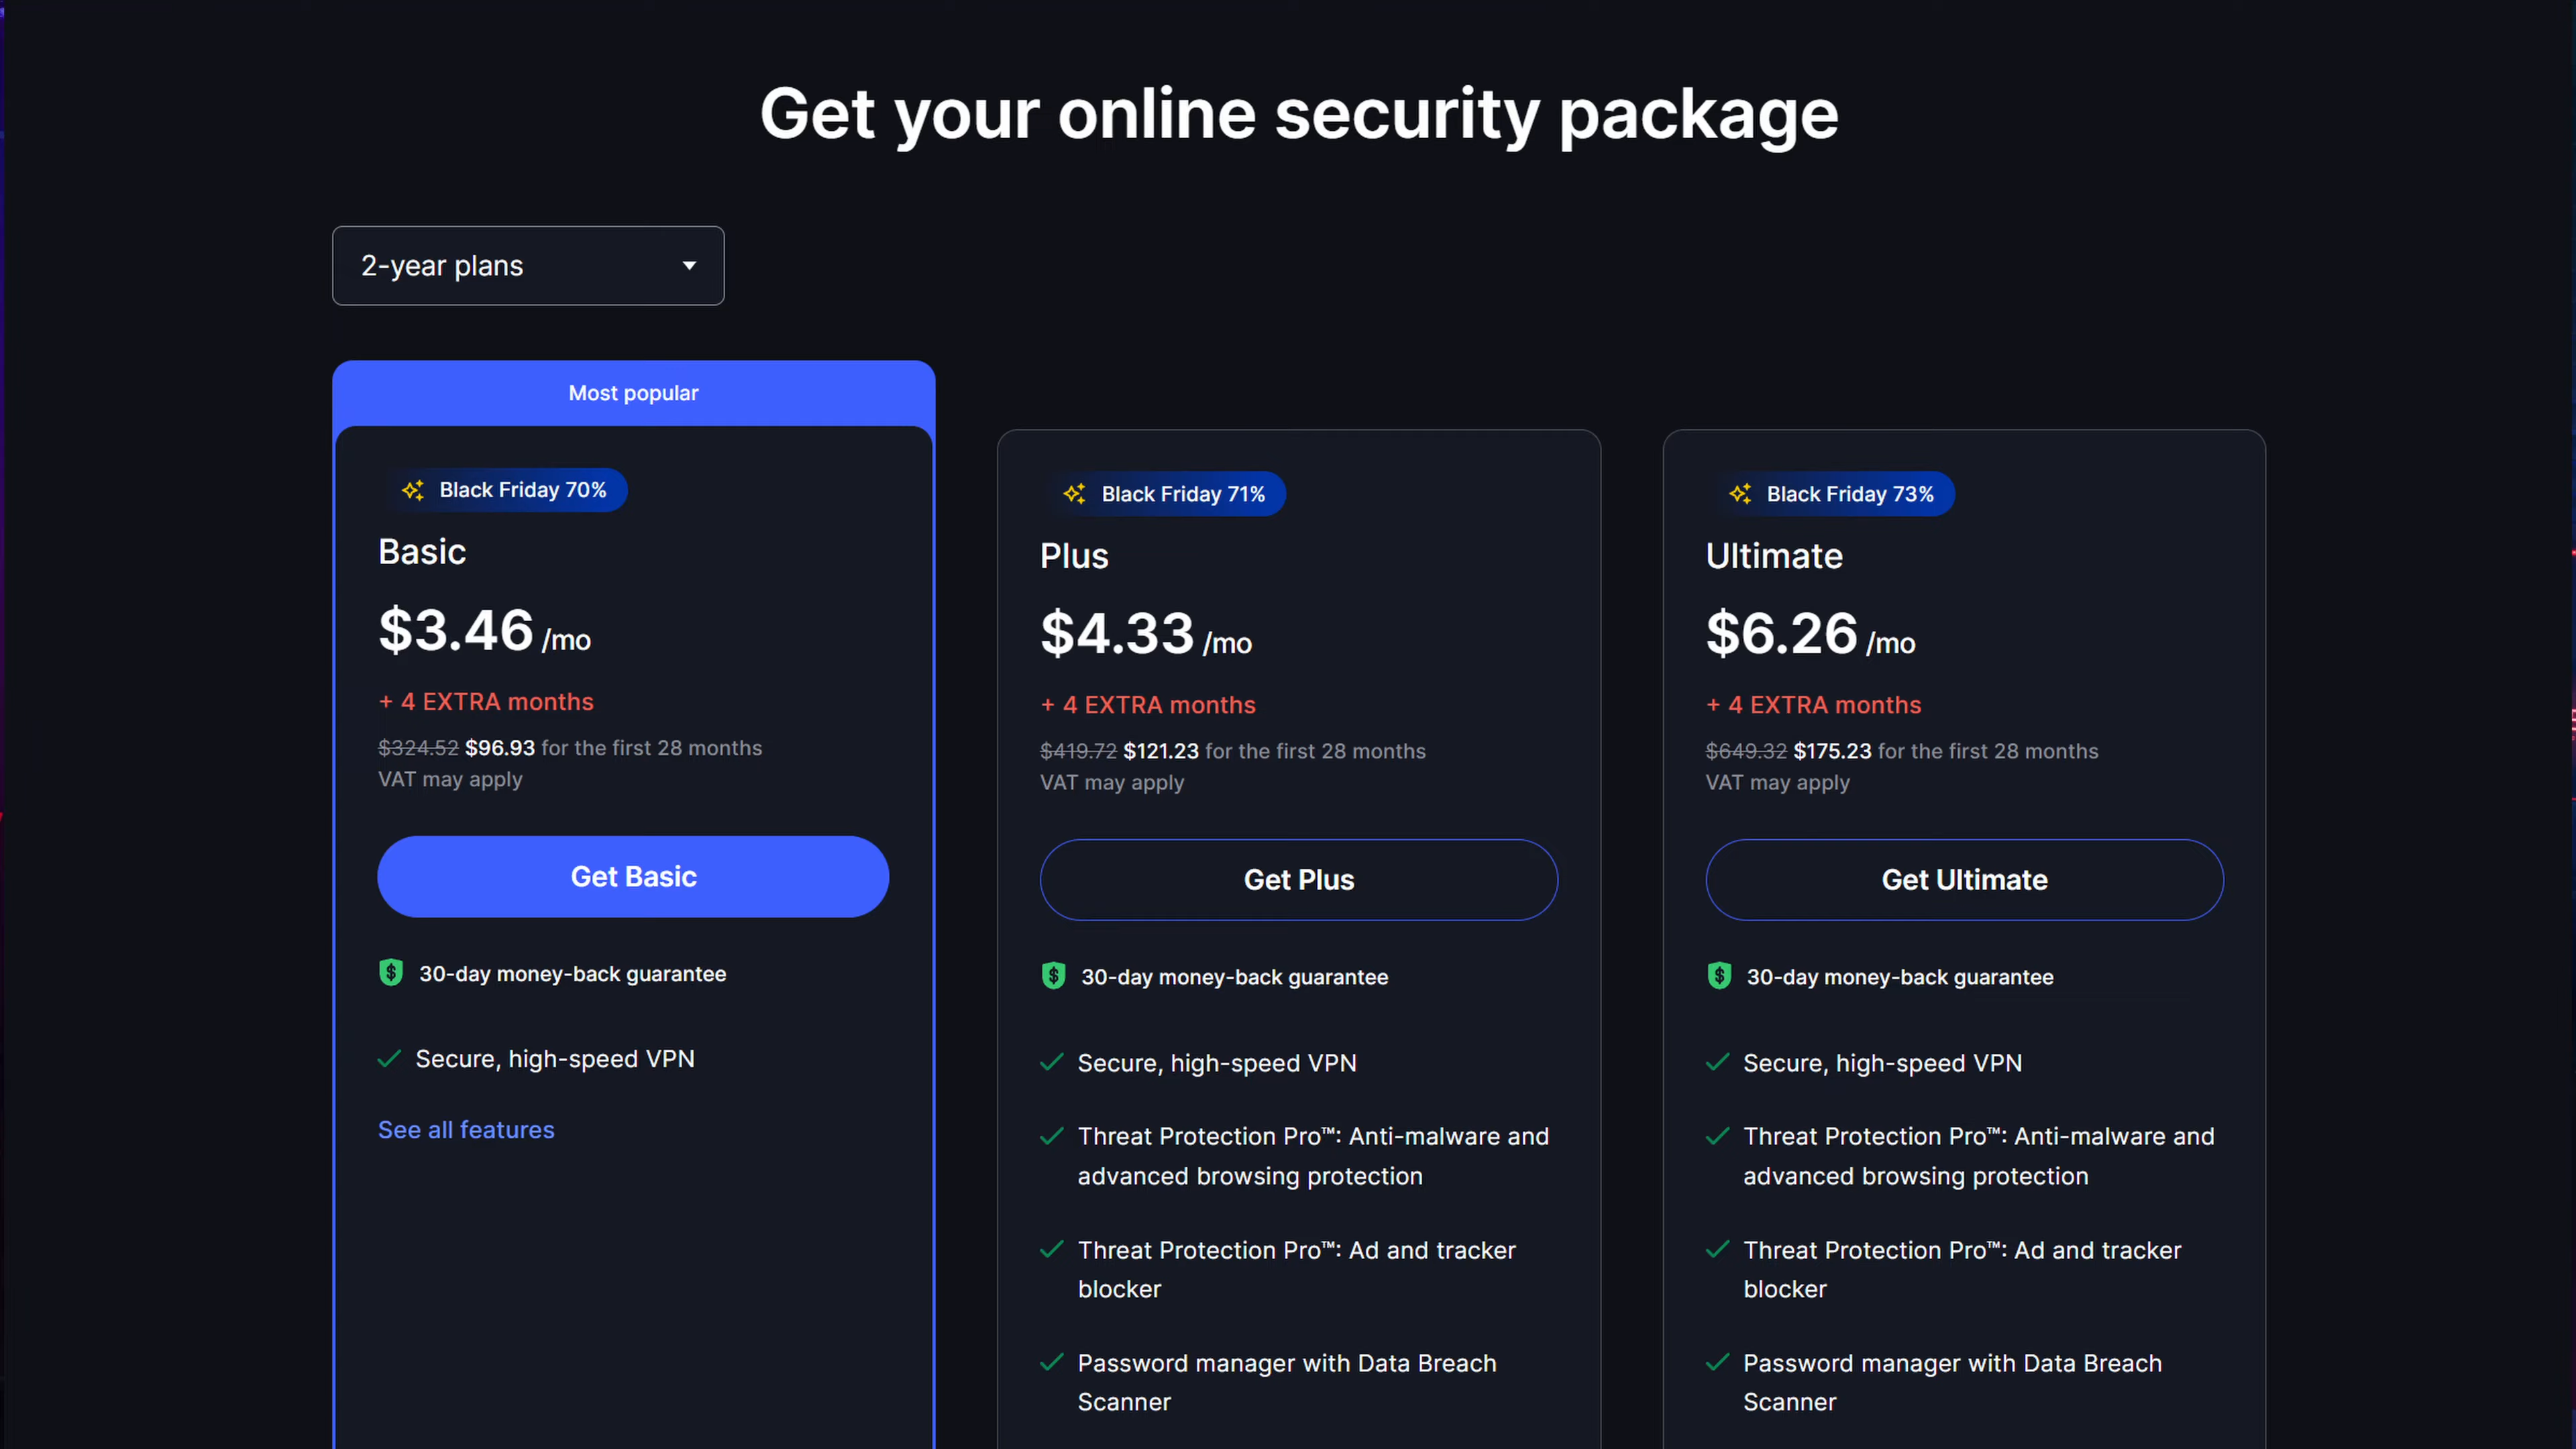 Get your online security package
2-year plans
Most popular
Black Friday 70%
Basic
$3.46 /mo
+ 4 EXTRA months
$324.52 $96.93 for the first 28 months
VAT may apply
Get Basic
30-day money-back guarantee
Secure, high-speed VPN
See all features
Black Friday 71%
Plus
$4.33 /mo
+ 4 EXTRA months
$419.72 $121.23 for the first 28 months
VAT may apply
Get Plus
30-day money-back guarantee
Secure, high-speed VPN
Threat Protection Pro™: Anti-malware and
advanced browsing protection
Threat Protection Pro™: Ad and tracker
blocker
Password manager with Data Breach
Scanner
Black Friday 73%
Ultimate
$6.26 /mo
+ 4 EXTRA months
$649.32 $175.23 for the first 28 months
VAT may apply
Get Ultimate
30-day money-back guarantee
Secure, high-speed VPN
Threat Protection Pro™: Anti-malware and
advanced browsing protection
Threat Protection Pro™: Ad and tracker
blocker
Password manager with Data Breach
Scanner